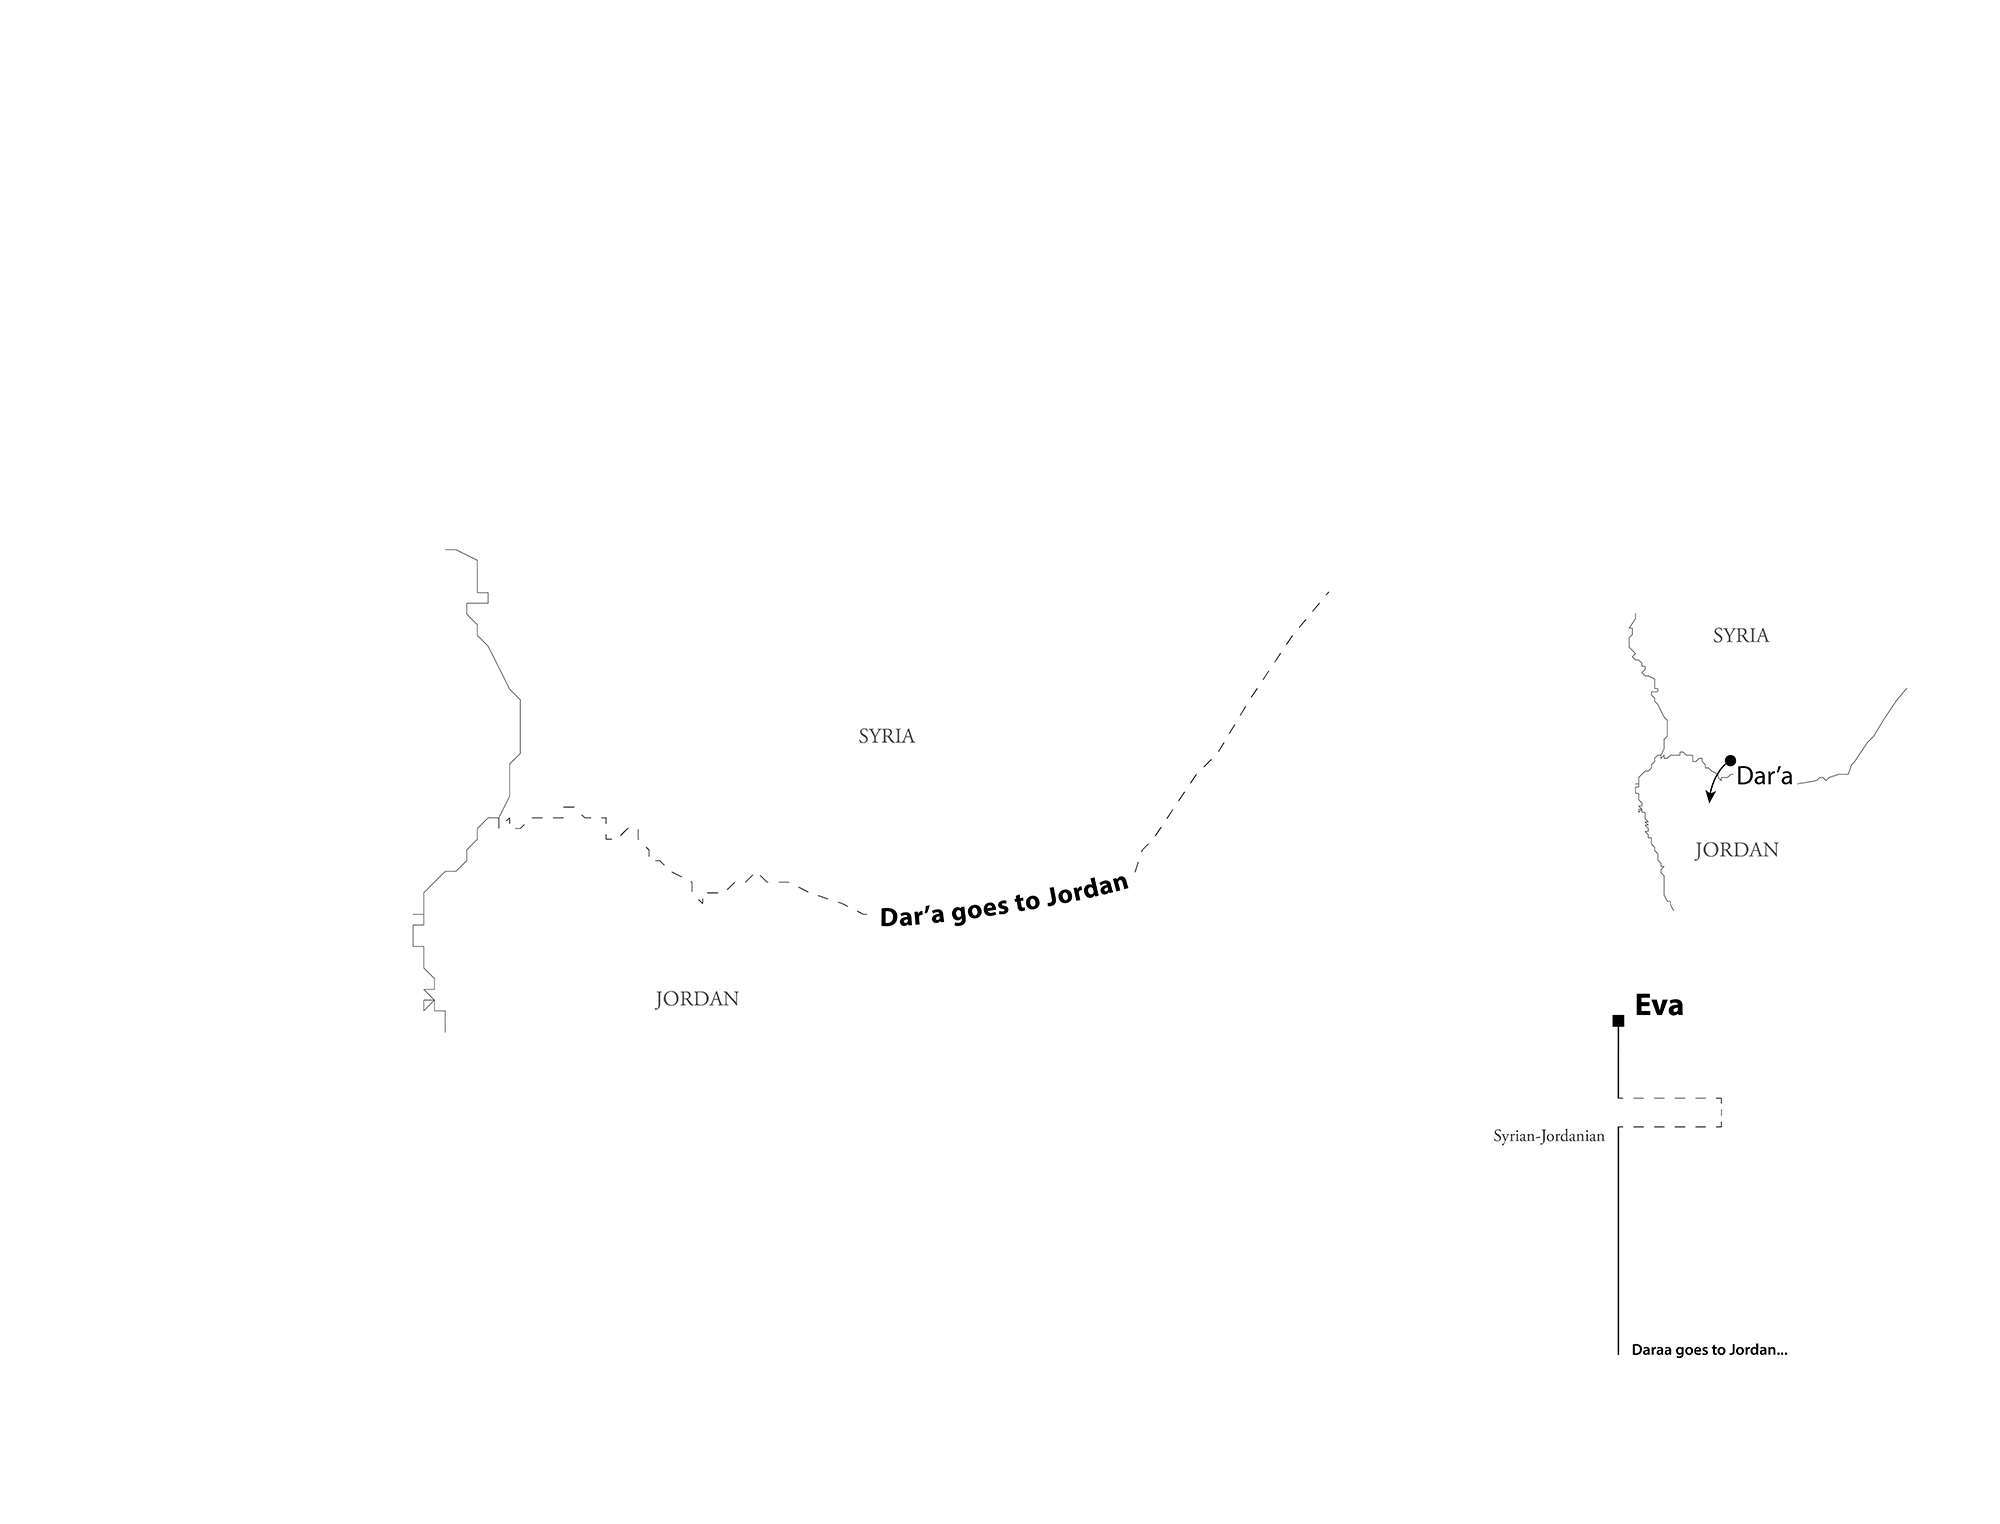 SYRIA
Dar’a goes to Jordan
JORDAN
SYRIA
Dar’a
JORDAN
Eva
Syrian-Jordanian
Daraa goes to Jordan...